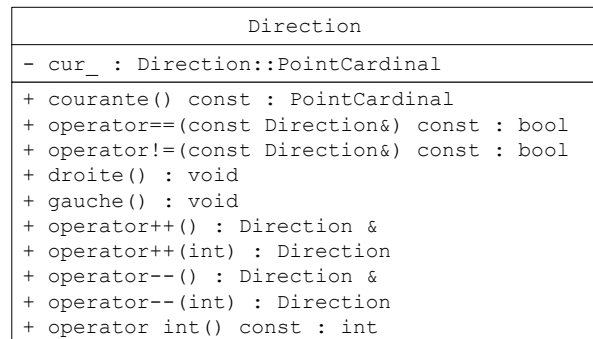 Direction
- cur_ : Direction::PointCardinal
+ courante() const : PointCardinal
+ operator==(const Direction&) const : bool
+ operator!=(const Direction&) const : bool
+ droite() : void
+ gauche() : void
+ operator++() : Direction &
+ operator++(int) : Direction
+ operator--() : Direction &
+ operator--(int) : Direction
+ operator int() const : int